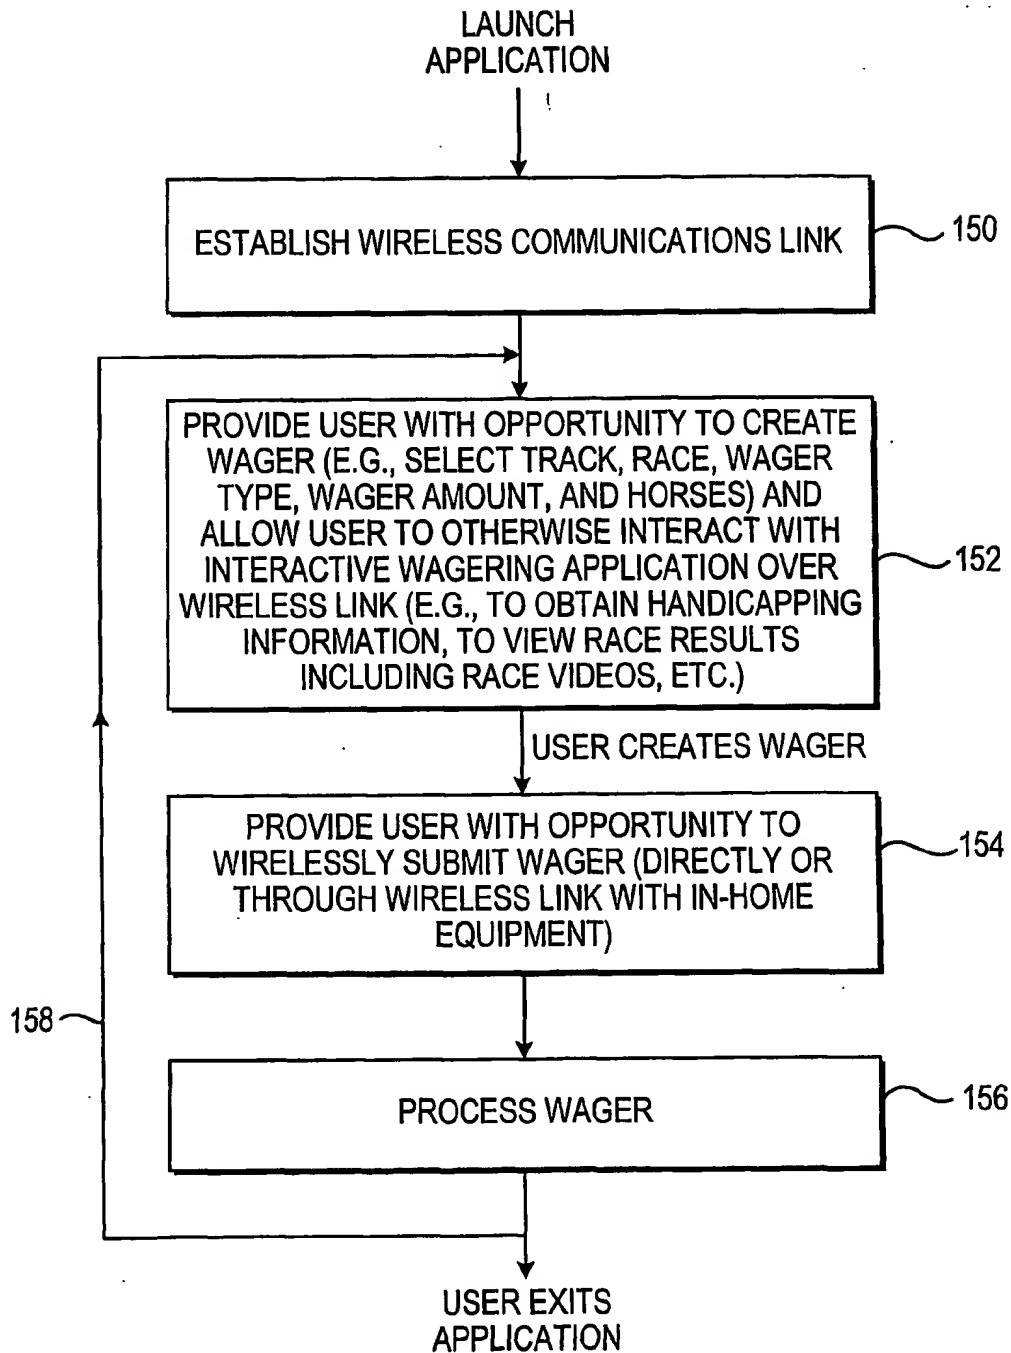 LAUNCH
APPLICATION
ESTABLISH WIRELESS COMMUNICATIONS LINK
150
PROVIDE USER WITH OPPORTUNITY TO CREATE
WAGER (E.G., SELECT TRACK, RACE, WAGER
TYPE, WAGER AMOUNT, AND HORSES) AND
ALLOW USER TO OTHERWISE INTERACT WITH
INTERACTIVE WAGERING APPLICATION OVER
WIRELESS LINK (E.G., TO OBTAIN HANDICAPPING
INFORMATION, TO VIEW RACE RESULTS
INCLUDING RACE VIDEOS, ETC.)
152
USER CREATES WAGER
PROVIDE USER WITH OPPORTUNITY TO
WIRELESSLY SUBMIT WAGER (DIRECTLY OR
THROUGH WIRELESS LINK WITH IN-HOME
EQUIPMENT)
154
158
PROCESS WAGER
156
USER EXITS
APPLICATION